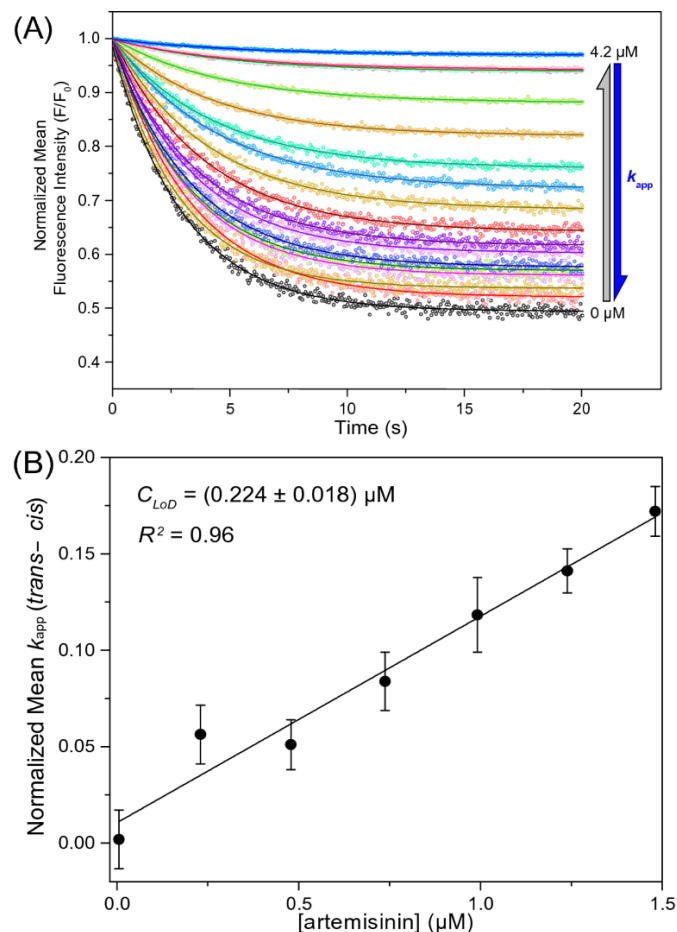 (A)
1.0
0.9
0.8
0.7
0.6
0.5
0.4
Normalized Mean
Fluorescence Intensity (F/F₀)
4.2 µM
k_app
0 µM
0 5 10 15 20
Time (s)
(B)
0.20
0.15
0.10
0.05
0.00
Normalized Mean k_app (trans– cis)
C_LoD = (0.224 ± 0.018) µM
R² = 0.96
0.0 0.5 1.0 1.5
[artemisinin] (µM)